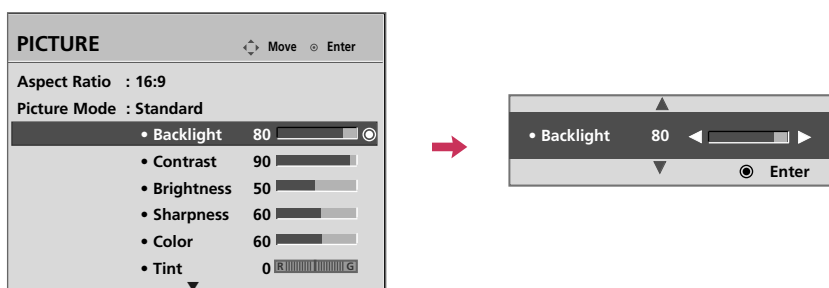 PICTURE Move Enter
Aspect Ratio : 16:9
Picture Mode : Standard
• Backlight 80
• Contrast 90
• Brightness 50
• Sharpness 60
• Color 60
• Tint 0 R G
• Backlight 80
Enter